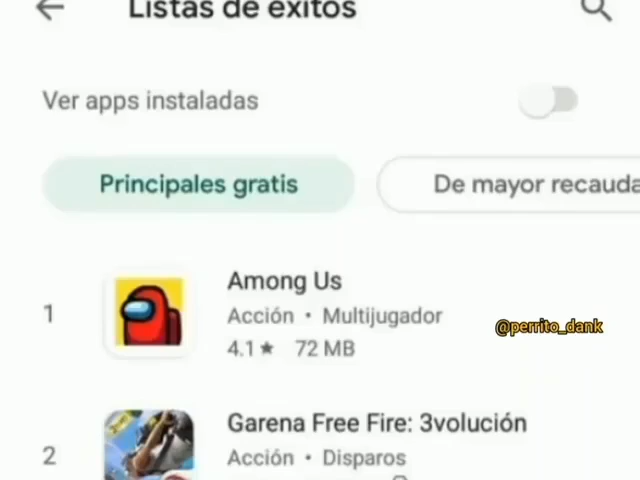 Listas de éxitos
Ver apps instaladas
Principales gratis
De mayor recauda
1
Among Us
Acción • Multijugador
4.1★ 72 MB
@perrito_dank
2
Garena Free Fire: 3volución
Acción • Disparos